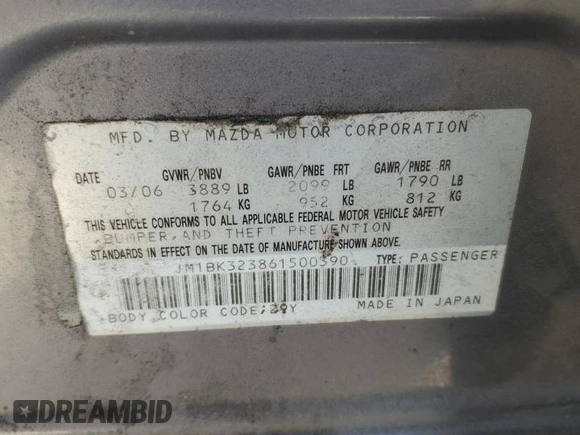 MFD. BY MAZDA MOTOR CORPORATION
DATE GVWR/PNBV GAWR/PNBE FRT GAWR/PNBE RR
03/06 3889 LB 2099 LB 1790 LB
1764 KG 952 KG 812 KG
THIS VEHICLE CONFORMS TO ALL APPLICABLE FEDERAL MOTOR VEHICLE SAFETY
BUMPER, AND THEFT PREVENTION
STANDARDS IN EFFECT ON THE DATE OF MANUFACTURE SHOWN ABOVE.
JM1BK323861500390 TYPE: PASSENGER
BODY COLOR CODE: MADE IN JAPAN
DREAMBID